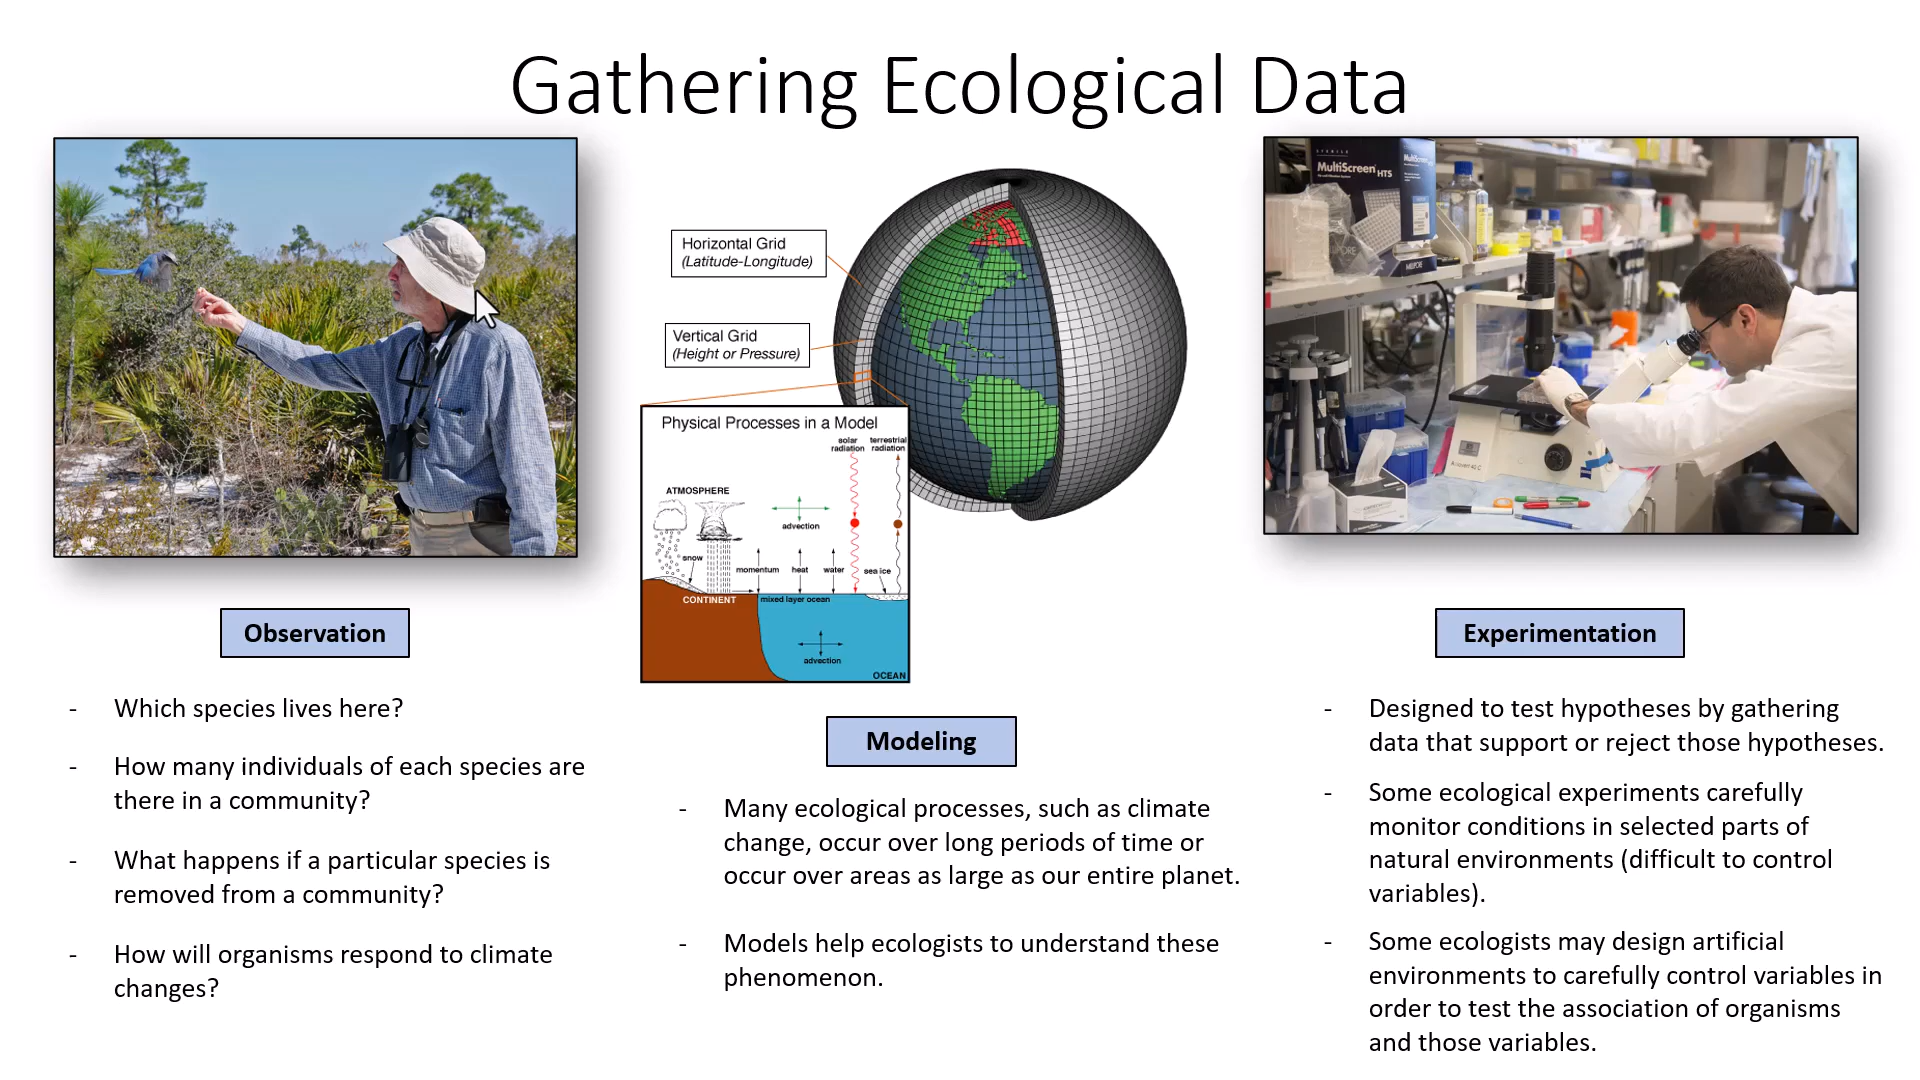 Gathering Ecological Data
MultiScreen HTS
MultiScreen
MILLIPORE
Horizontal Grid
(Latitude-Longitude)
Vertical Grid
(Height or Pressure)
Physical Processes in a Model
solar
radiation
terrestrial
radiation
ATMOSPHERE
advection
snow
momentum
heat
water
sea ice
CONTINENT
mixed layer ocean
advection
OCEAN
Observation
- Which species lives here?
- How many individuals of each species are
there in a community?
- What happens if a particular species is
removed from a community?
- How will organisms respond to climate
changes?
Modeling
- Many ecological processes, such as climate
change, occur over long periods of time or
occur over areas as large as our entire planet.
- Models help ecologists to understand these
phenomenon.
Experimentation
- Designed to test hypotheses by gathering
data that support or reject those hypotheses.
- Some ecological experiments carefully
monitor conditions in selected parts of
natural environments (difficult to control
variables).
- Some ecologists may design artificial
environments to carefully control variables in
order to test the association of organisms
and those variables.